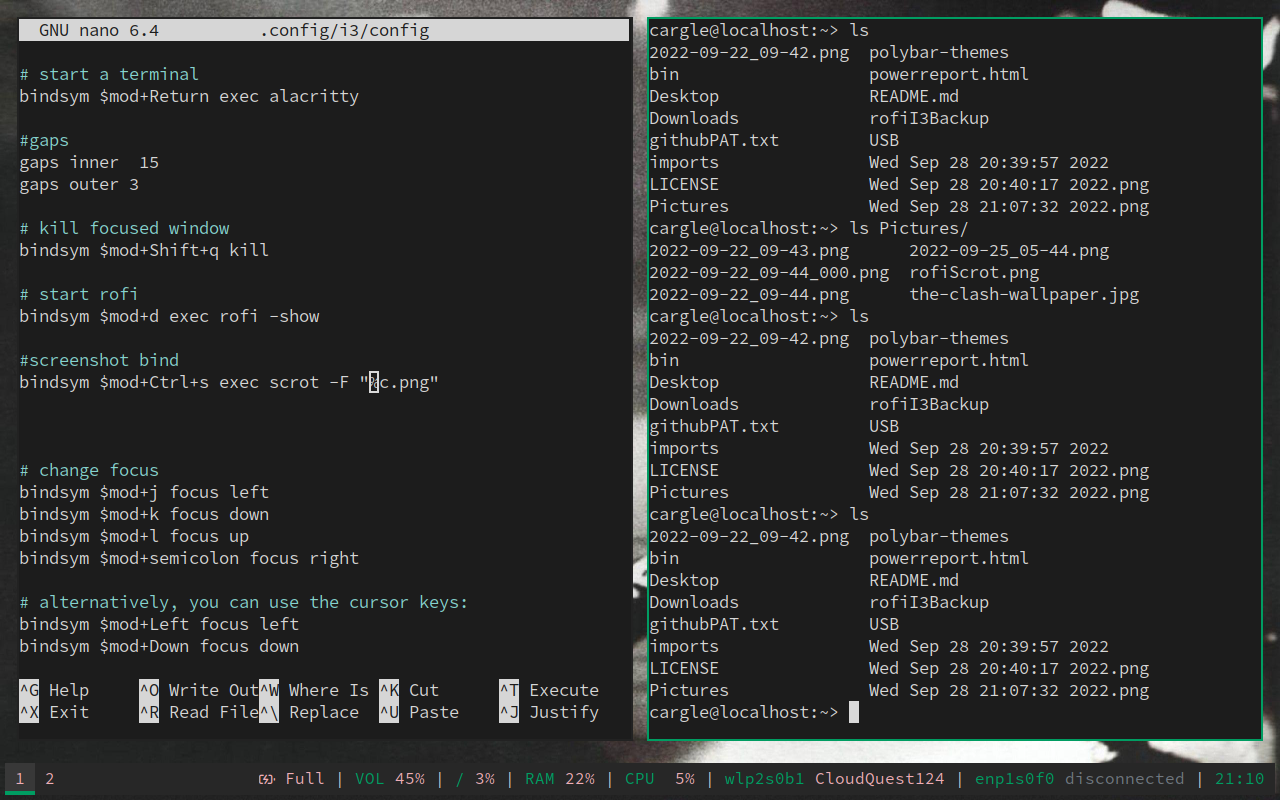 GNU nano 6.4 .config/i3/config
# start a terminal
bindsym $mod+Return exec alacritty
#gaps
gaps inner  15
gaps outer 3
# kill focused window
bindsym $mod+Shift+q kill
# start rofi
bindsym $mod+d exec rofi -show
#screenshot bind
bindsym $mod+Ctrl+s exec scrot -F "%c.png"
# change focus
bindsym $mod+j focus left
bindsym $mod+k focus down
bindsym $mod+l focus up
bindsym $mod+semicolon focus right
# alternatively, you can use the cursor keys:
bindsym $mod+Left focus left
bindsym $mod+Down focus down
^G Help ^O Write Out ^W Where Is ^K Cut ^T Execute
^X Exit ^R Read File ^\ Replace ^U Paste ^J Justify
cargle@localhost:~> ls
2022-09-22_09-42.png polybar-themes
bin powerreport.html
Desktop README.md
Downloads rofiI3Backup
githubPAT.txt USB
imports Wed Sep 28 20:39:57 2022
LICENSE Wed Sep 28 20:40:17 2022.png
Pictures Wed Sep 28 21:07:32 2022.png
cargle@localhost:~> ls Pictures/
2022-09-22_09-43.png 2022-09-25_05-44.png
2022-09-22_09-44_000.png rofiScrot.png
2022-09-22_09-44.png the-clash-wallpaper.jpg
cargle@localhost:~> ls
2022-09-22_09-42.png polybar-themes
bin powerreport.html
Desktop README.md
Downloads rofiI3Backup
githubPAT.txt USB
imports Wed Sep 28 20:39:57 2022
LICENSE Wed Sep 28 20:40:17 2022.png
Pictures Wed Sep 28 21:07:32 2022.png
cargle@localhost:~> ls
2022-09-22_09-42.png polybar-themes
bin powerreport.html
Desktop README.md
Downloads rofiI3Backup
githubPAT.txt USB
imports Wed Sep 28 20:39:57 2022
LICENSE Wed Sep 28 20:40:17 2022.png
Pictures Wed Sep 28 21:07:32 2022.png
cargle@localhost:~>
1 2 Full | VOL 45% | / 3% | RAM 22% | CPU 5% | wlp2s0b1 CloudQuest124 | enp1s0f0 disconnected | 21:10